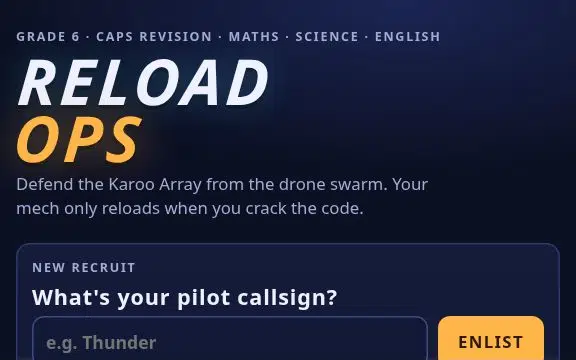 GRADE 6 · CAPS REVISION · MATHS · SCIENCE · ENGLISH
RELOAD
OPS
Defend the Karoo Array from the drone swarm. Your
mech only reloads when you crack the code.
NEW RECRUIT
What's your pilot callsign?
e.g. Thunder
ENLIST